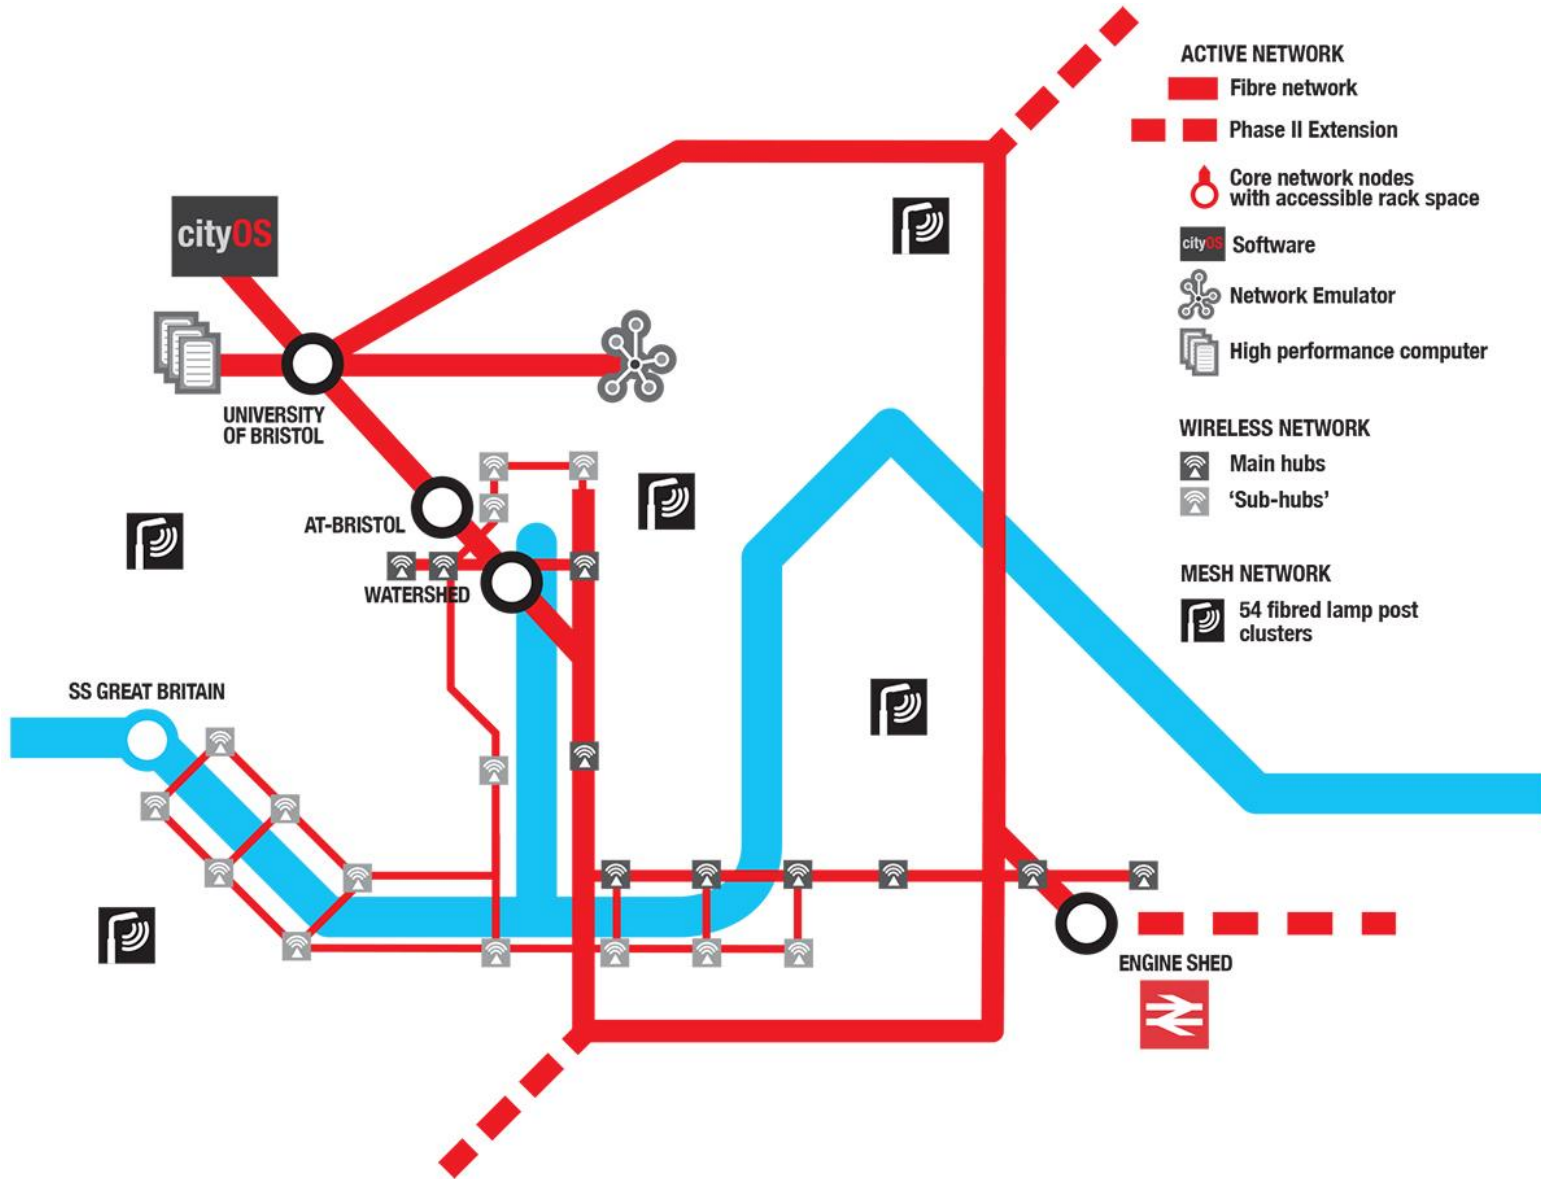 ACTIVE NETWORK
Fibre network
Phase II Extension
Core network nodes
with accessible rack space
cityOS
cityOS Software
Network Emulator
High performance computer
UNIVERSITY
OF BRISTOL
WIRELESS NETWORK
Main hubs
'Sub-hubs'
AT-BRISTOL
WATERSHED
MESH NETWORK
54 fibred lamp post
clusters
SS GREAT BRITAIN
ENGINE SHED